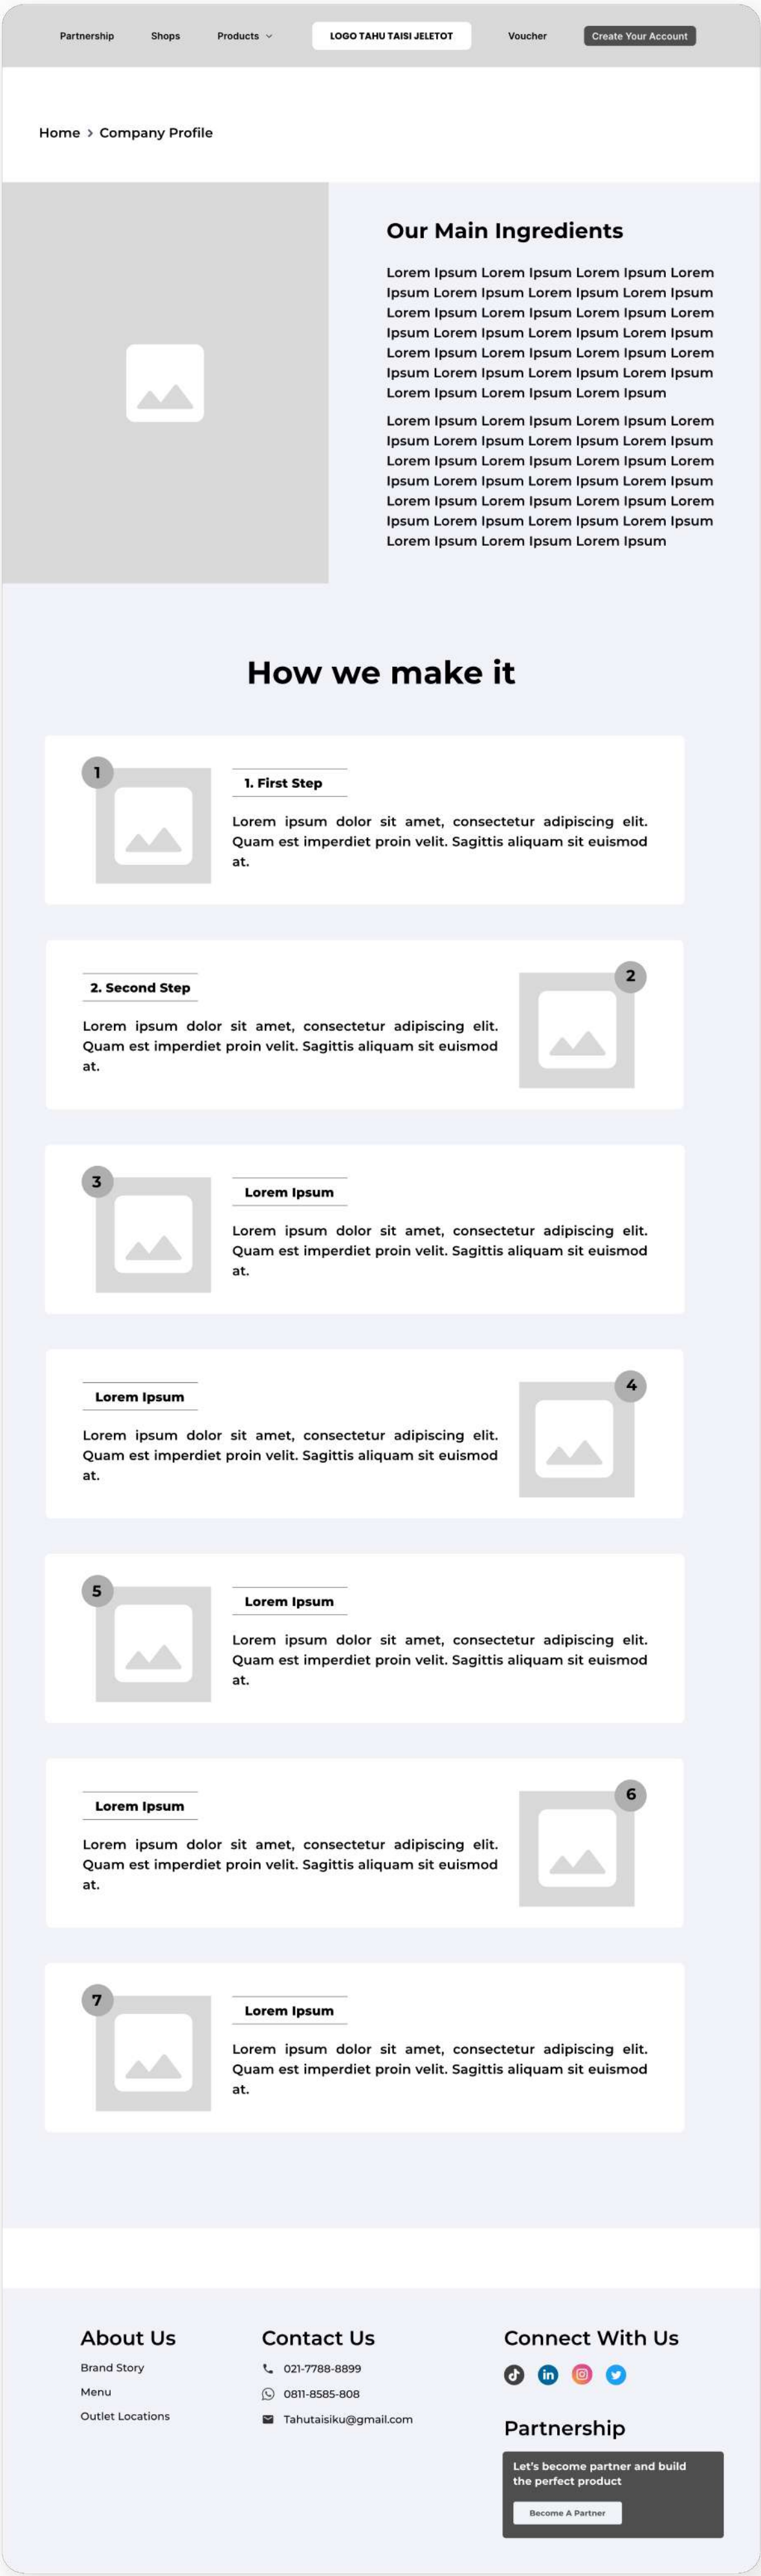 Partnership Shops Products LOGO TAHU TAISI JELETOT Voucher Create Your Account
Home > Company Profile
Our Main Ingredients
Lorem Ipsum Lorem Ipsum Lorem Ipsum Lorem
Ipsum Lorem Ipsum Lorem Ipsum Lorem Ipsum
Lorem Ipsum Lorem Ipsum Lorem Ipsum Lorem
Ipsum Lorem Ipsum Lorem Ipsum Lorem Ipsum
Lorem Ipsum Lorem Ipsum Lorem Ipsum Lorem
Ipsum Lorem Ipsum Lorem Ipsum Lorem Ipsum
Lorem Ipsum Lorem Ipsum Lorem Ipsum
Lorem Ipsum Lorem Ipsum Lorem Ipsum Lorem
Ipsum Lorem Ipsum Lorem Ipsum Lorem Ipsum
Lorem Ipsum Lorem Ipsum Lorem Ipsum Lorem
Ipsum Lorem Ipsum Lorem Ipsum Lorem Ipsum
Lorem Ipsum Lorem Ipsum Lorem Ipsum Lorem
Ipsum Lorem Ipsum Lorem Ipsum Lorem Ipsum
Lorem Ipsum Lorem Ipsum Lorem Ipsum
How we make it
1
1. First Step
Lorem ipsum dolor sit amet, consectetur adipiscing elit.
Quam est imperdiet proin velit. Sagittis aliquam sit euismod
at.
2
2. Second Step
Lorem ipsum dolor sit amet, consectetur adipiscing elit.
Quam est imperdiet proin velit. Sagittis aliquam sit euismod
at.
3
Lorem Ipsum
Lorem ipsum dolor sit amet, consectetur adipiscing elit.
Quam est imperdiet proin velit. Sagittis aliquam sit euismod
at.
4
Lorem Ipsum
Lorem ipsum dolor sit amet, consectetur adipiscing elit.
Quam est imperdiet proin velit. Sagittis aliquam sit euismod
at.
5
Lorem Ipsum
Lorem ipsum dolor sit amet, consectetur adipiscing elit.
Quam est imperdiet proin velit. Sagittis aliquam sit euismod
at.
6
Lorem Ipsum
Lorem ipsum dolor sit amet, consectetur adipiscing elit.
Quam est imperdiet proin velit. Sagittis aliquam sit euismod
at.
7
Lorem Ipsum
Lorem ipsum dolor sit amet, consectetur adipiscing elit.
Quam est imperdiet proin velit. Sagittis aliquam sit euismod
at.
About Us
Brand Story
Menu
Outlet Locations
Contact Us
021-7788-8899
0811-8585-808
Tahutaisiku@gmail.com
Connect With Us
in
Partnership
Let's become partner and build
the perfect product
Become A Partner